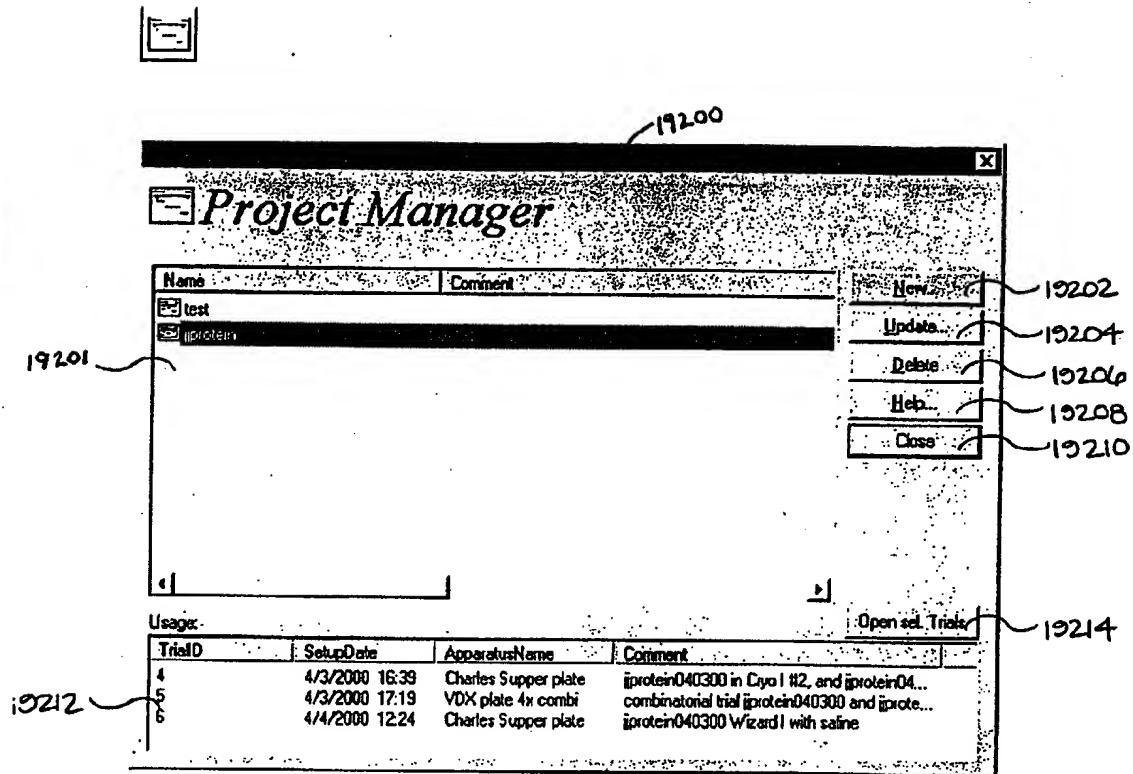 19200
Project Manager
Name Comment
test
jjprotein
New...
Update...
Delete
Help...
Close
19202
19204
19206
19208
19210
19201
Usage:
Open sel. Trials
19214
TrialID SetupDate ApparatusName Comment
4 4/3/2000 16:39 Charles Supper plate jjprotein040300 in Cryo I #2, and jjprotein04...
5 4/3/2000 17:19 VDX plate 4x combi combinatorial trial jjprotein040300 and jjprote...
6 4/4/2000 12:24 Charles Supper plate jjprotein040300 Wizard I with saline
19212